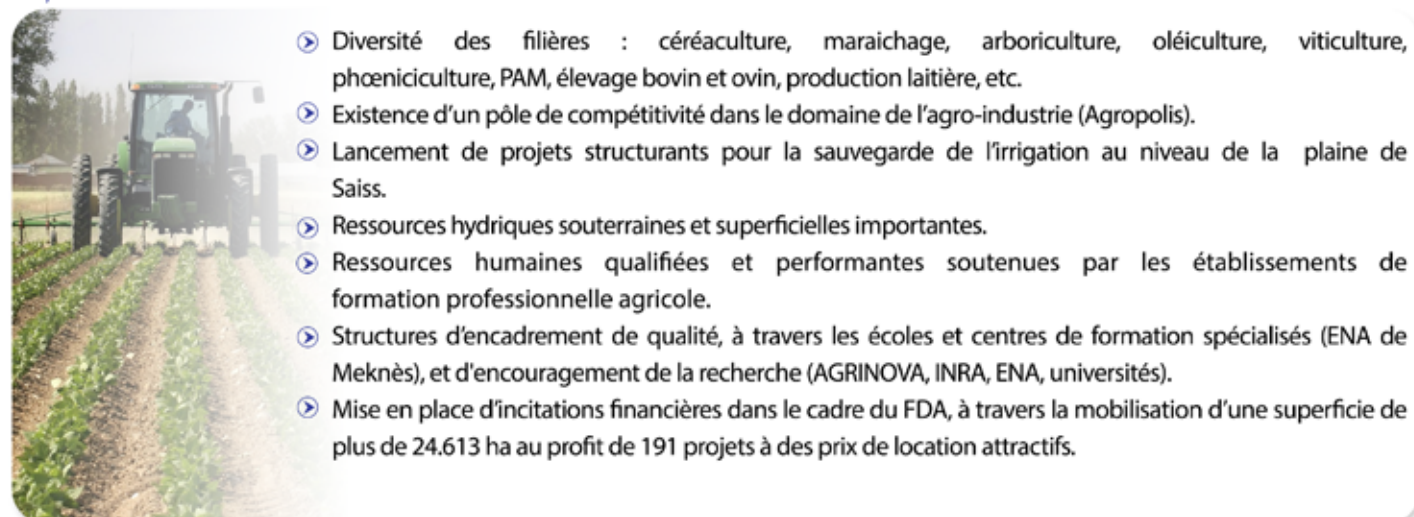 Diversité des filières : céréaculture, maraichage, arboriculture, oléiculture, viticulture,
phœniciculture, PAM, élevage bovin et ovin, production laitière, etc.
Existence d'un pôle de compétitivité dans le domaine de l'agro-industrie (Agropolis).
Lancement de projets structurants pour la sauvegarde de l'irrigation au niveau de la plaine de
Saiss.
Ressources hydriques souterraines et superficielles importantes.
Ressources humaines qualifiées et performantes soutenues par les établissements de
formation professionnelle agricole.
Structures d'encadrement de qualité, à travers les écoles et centres de formation spécialisés (ENA de
Meknès), et d'encouragement de la recherche (AGRINOVA, INRA, ENA, universités).
Mise en place d'incitations financières dans le cadre du FDA, à travers la mobilisation d'une superficie de
plus de 24.613 ha au profit de 191 projets à des prix de location attractifs.